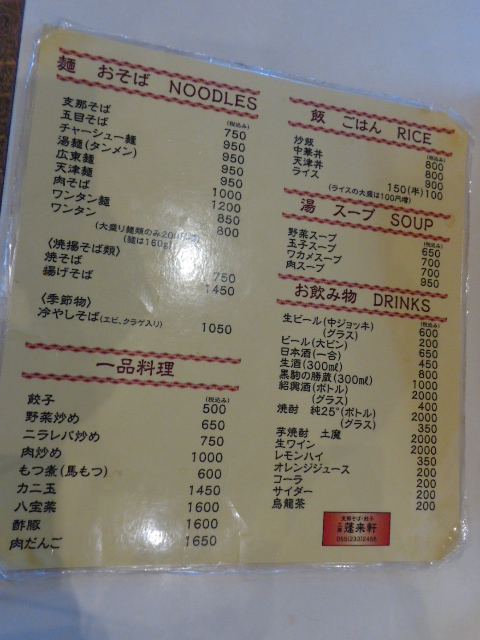 麺 おそば NOODLES
(税込み)
支那そば 750
五目そば 950
チャーシュー麺 950
湯麺(タンメン) 950
広東麺 950
天津麺 1000
肉そば 1200
ワンタン麺 850
ワンタン 800
(大盛り麺類のみ200円増)
(麺は160g)
〈焼揚そば類〉
焼そば 750
揚げそば 1450
〈季節物〉
冷やしそば(エビ、クラゲ入り) 1050
一品料理
(税込み)
餃子 500
野菜炒め 650
ニラレバ炒め 750
肉炒め 1000
もつ煮(馬もつ) 600
カニ玉 1450
八宝菜 1600
酢豚 1600
肉だんご 1650
飯 ごはん RICE
(税込み)
炒飯 800
中華丼 800
天津丼 900
ライス 150(半)100
(ライスの大盛は100円増)
湯 スープ SOUP
(税込み)
野菜スープ 650
玉子スープ 700
ワカメスープ 700
肉スープ 950
お飲み物 DRINKS
(税込み)
生ビール(中ジョッキ) 600
(グラス) 200
ビール(大ビン) 650
日本酒(一合) 450
生酒(300ml) 800
黒駒の勝蔵(300ml) 1000
紹興酒(ボトル) 2000
(グラス) 400
焼酎 純25°(ボトル) 2000
(グラス) 350
芋焼酎 土魔 2000
生ワイン 2000
レモンハイ 350
オレンジジュース 200
コーラ 200
サイダー 200
烏龍茶 200
支那そば・餃子
蓬来軒